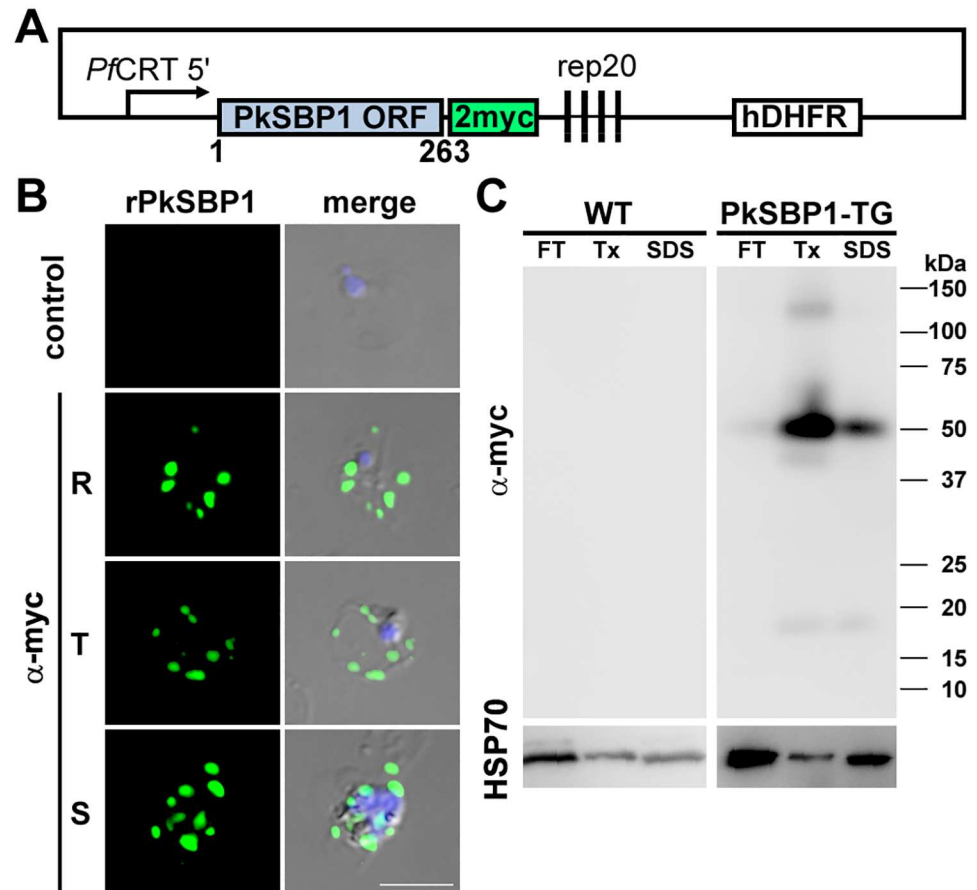 A
PfCRT 5'
rep20
PkSBP1 ORF
2myc
hDHFR
1
263
B
rPkSBP1
merge
control
α-myc
R
T
S
C
WT
PkSBP1-TG
FT
Tx
SDS
FT
Tx
SDS
kDa
150
100
75
50
37
25
20
15
10
α-myc
HSP70